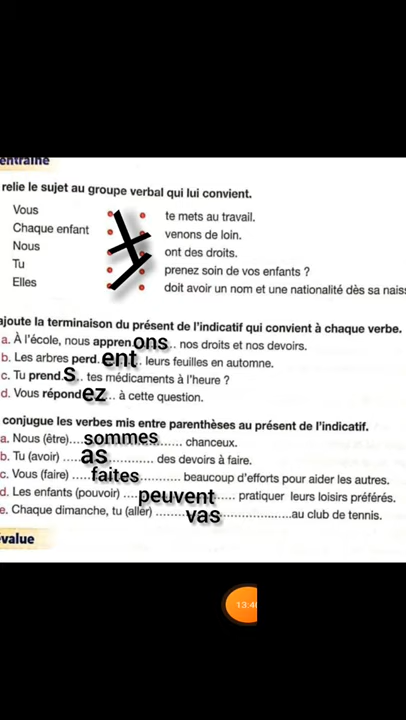 entraîne
relie le sujet au groupe verbal qui lui convient.
Vous te mets au travail.
Chaque enfant venons de loin.
Nous ont des droits.
Tu prenez soin de vos enfants ?
Elles doit avoir un nom et une nationalité dès sa naiss
ajoute la terminaison du présent de l'indicatif qui convient à chaque verbe.
a. À l'école, nous apprenons.. nos droits et nos devoirs.
b. Les arbres perd.ent.. leurs feuilles en automne.
c. Tu prend.s.. tes médicaments à l'heure ?
d. Vous répondez... à cette question.
conjugue les verbes mis entre parenthèses au présent de l'indicatif.
a. Nous (être)....sommes...... chanceux.
b. Tu (avoir) .....as............ des devoirs à faire.
c. Vous (faire) .....faites........... beaucoup d'efforts pour aider les autres.
d. Les enfants (pouvoir) ....peuvent..... pratiquer leurs loisirs préférés.
e. Chaque dimanche, tu (aller) .........vas......................au club de tennis.
évalue